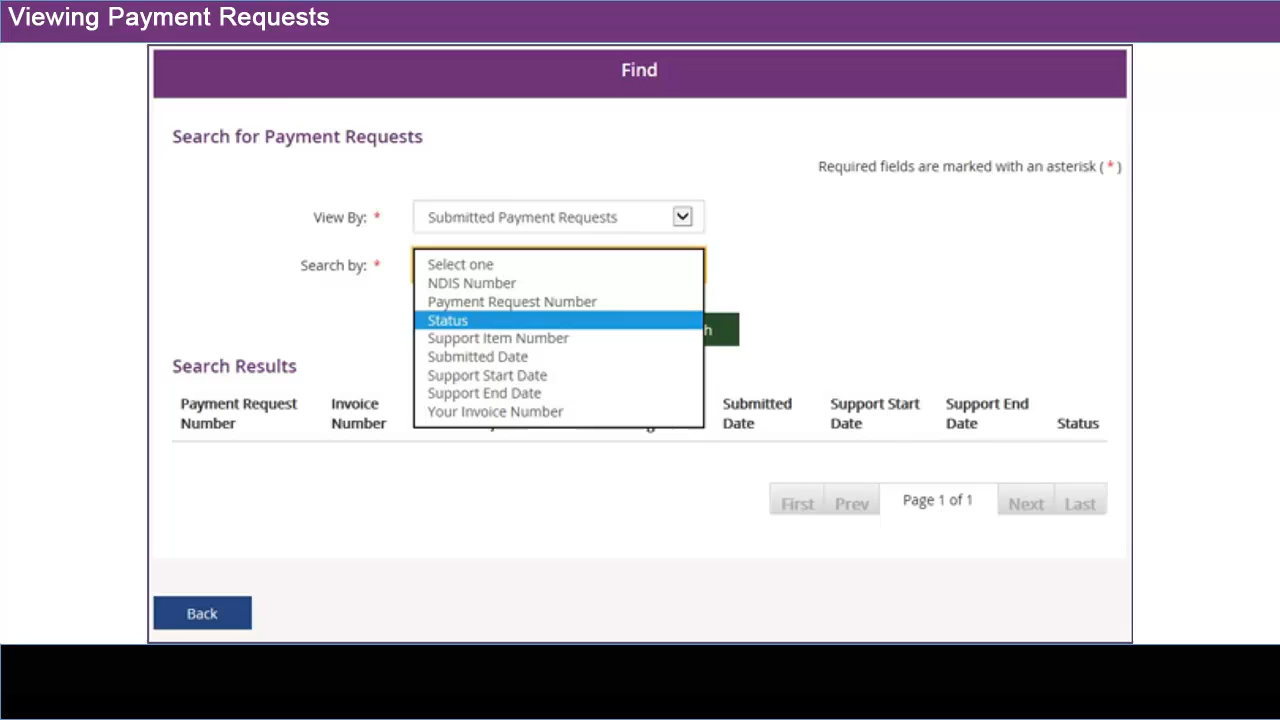 Viewing Payment Requests
Find
Search for Payment Requests
Required fields are marked with an asterisk ( * )
View By: * Submitted Payment Requests
Search by: *
Select one
NDIS Number
Payment Request Number
Status
Support Item Number
Submitted Date
Support Start Date
Support End Date
Your Invoice Number
h
Search Results
Payment Request Number
Invoice Number
Submitted Date
Support Start Date
Support End Date
Status
First Prev Page 1 of 1 Next Last
Back